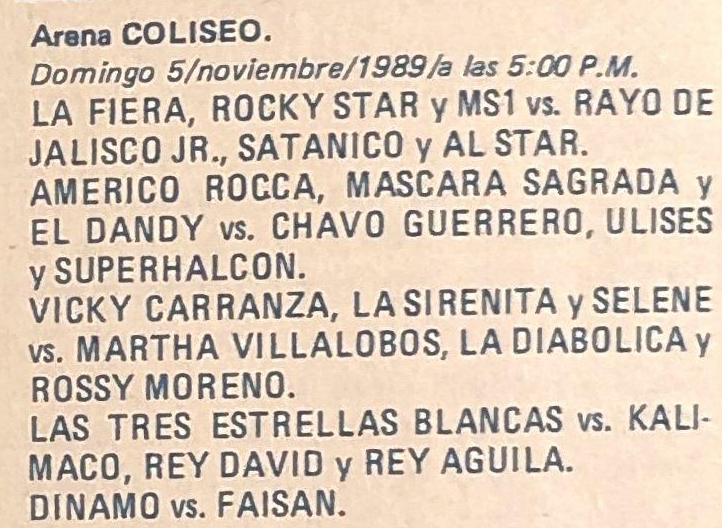 Arena COLISEO.
Domingo 5/noviembre/1989/a las 5:00 P.M.
LA FIERA, ROCKY STAR y MS1 vs. RAYO DE
JALISCO JR., SATANICO y AL STAR.
AMERICO ROCCA, MASCARA SAGRADA y
EL DANDY vs. CHAVO GUERRERO, ULISES
y SUPERHALCON.
VICKY CARRANZA, LA SIRENITA y SELENE
vs. MARTHA VILLALOBOS, LA DIABOLICA y
ROSSY MORENO.
LAS TRES ESTRELLAS BLANCAS vs. KALI-
MACO, REY DAVID y REY AGUILA.
DINAMO vs. FAISAN.